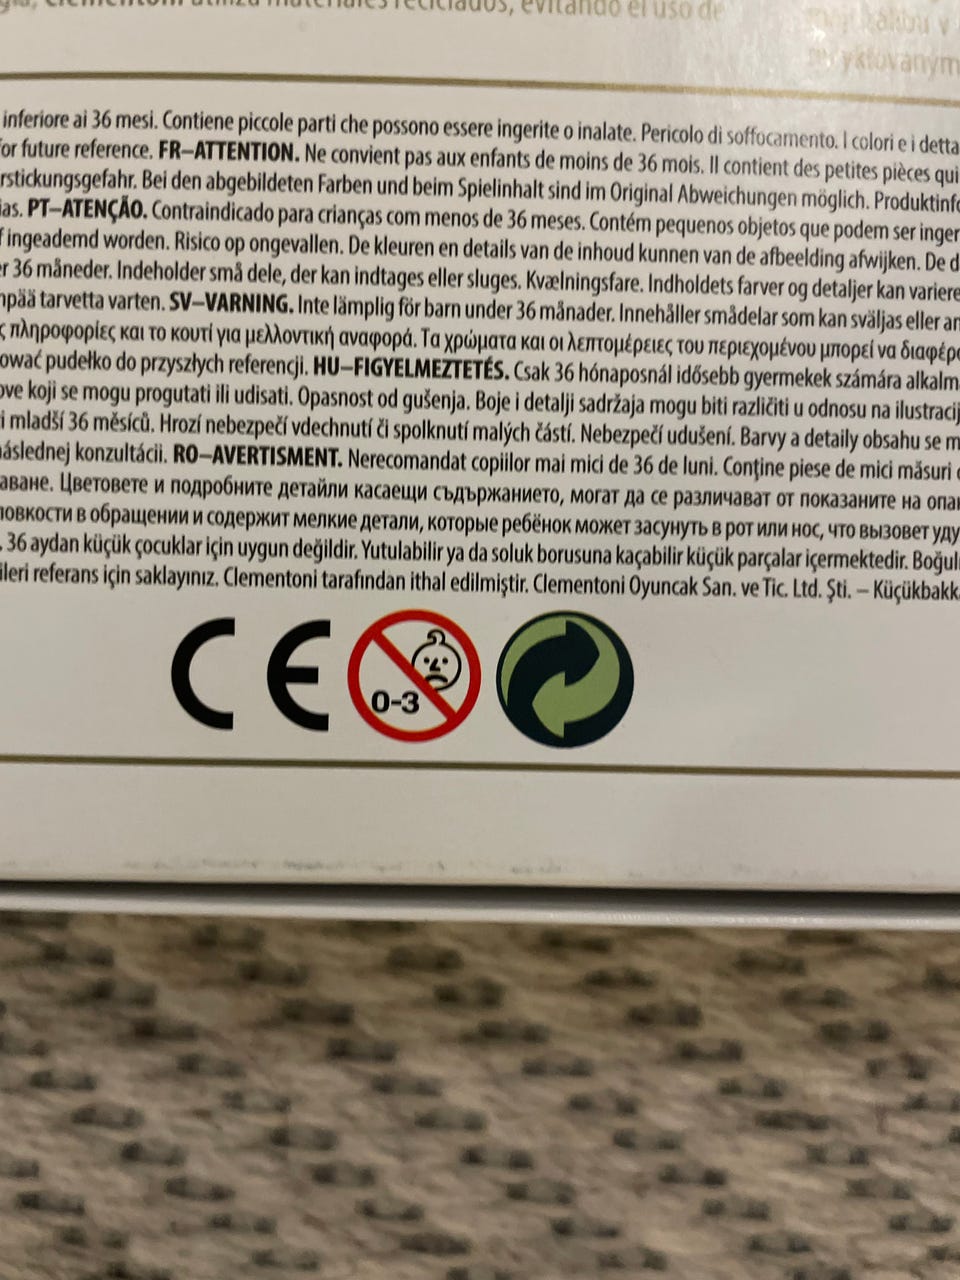 Clementoni utiliza materiales reciclados, evitando el uso de
inferiore ai 36 mesi. Contiene piccole parti che possono essere ingerite o inalate. Pericolo di soffocamento. I colori e i detta
or future reference. FR–ATTENTION. Ne convient pas aux enfants de moins de 36 mois. Il contient des petites pièces qui
rstickungsgefahr. Bei den abgebildeten Farben und beim Spielinhalt sind im Original Abweichungen möglich. Produktinfo
ias. PT–ATENÇÃO. Contraindicado para crianças com menos de 36 meses. Contém pequenos objetos que podem ser inger
f ingeademd worden. Risico op ongevallen. De kleuren en details van de inhoud kunnen van de afbeelding afwijken. De d
r 36 måneder. Indeholder små dele, der kan indtages eller sluges. Kvælningsfare. Indholdets farver og detaljer kan variere
npää tarvetta varten. SV–VARNING. Inte lämplig för barn under 36 månader. Innehåller smådelar som kan sväljas eller an
ς πληροφορίες και το κουτί για μελλοντική αναφορά. Τα χρώματα και οι λεπτομέρειες του περιεχομένου μπορεί να διαφέρο
ować pudełko do przyszłych referencji. HU–FIGYELMEZTETÉS. Csak 36 hónaposnál idősebb gyermekek számára alkalm
ove koji se mogu progutati ili udisati. Opasnost od gušenja. Boje i detalji sadržaja mogu biti različiti u odnosu na ilustracij
i mladší 36 měsíců. Hrozí nebezpečí vdechnutí či spolknutí malých částí. Nebezpečí udušení. Barvy a detaily obsahu se m
následnej konzultácii. RO–AVERTISMENT. Nerecomandat copiilor mai mici de 36 de luni. Conţine piese de mici măsuri
аване. Цветовете и подробните детайли касаещи съдържанието, могат да се различават от показаните на опак
ловкости в обращении и содержит мелкие детали, которые ребёнок может засунуть в рот или нос, что вызовет уду
. 36 aydan küçük çocuklar için uygun değildir. Yutulabilir ya da soluk borusuna kaçabilir küçük parçalar içermektedir. Boğul
ileri referans için saklayınız. Clementoni tarafından ithal edilmiştir. Clementoni Oyuncak San. ve Tic. Ltd. Şti. – Küçükbakk
CE 0-3